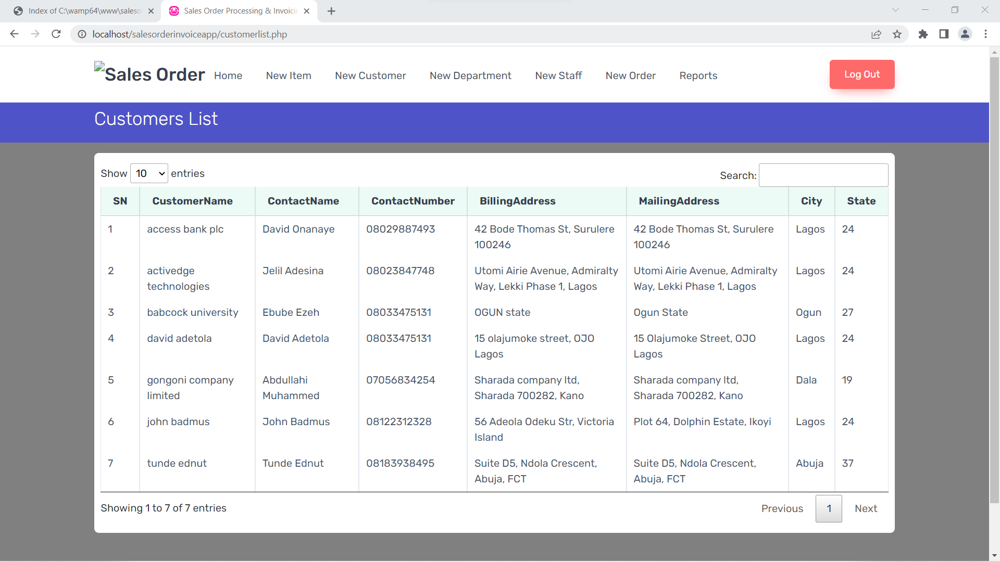 Index of C:\wamp64\www\saleso
Sales Order Processing & Invoicin
localhost/salesorderinvoiceapp/customerlist.php
Sales Order Home New Item New Customer New Department New Staff New Order Reports Log Out
Customers List
Show 10 entries Search:
SN CustomerName ContactName ContactNumber BillingAddress MailingAddress City State
1 access bank plc David Onanaye 08029887493 42 Bode Thomas St, Surulere 42 Bode Thomas St, Surulere Lagos 24
100246 100246
2 activedge Jelil Adesina 08023847748 Utomi Airie Avenue, Admiralty Utomi Airie Avenue, Admiralty Lagos 24
technologies Way, Lekki Phase 1, Lagos Way, Lekki Phase 1, Lagos
3 babcock university Ebube Ezeh 08033475131 OGUN state Ogun State Ogun 27
4 david adetola David Adetola 08033475131 15 olajumoke street, OJO 15 Olajumoke Street, OJO Lagos 24
Lagos Lagos
5 gongoni company Abdullahi 07056834254 Sharada company ltd, Sharada company ltd, Dala 19
limited Muhammed Sharada 700282, Kano Sharada 700282, Kano
6 john badmus John Badmus 08122312328 56 Adeola Odeku Str, Victoria Plot 64, Dolphin Estate, Ikoyi Lagos 24
Island
7 tunde ednut Tunde Ednut 08183938495 Suite D5, Ndola Crescent, Suite D5, Ndola Crescent, Abuja 37
Abuja, FCT Abuja, FCT
Showing 1 to 7 of 7 entries Previous 1 Next